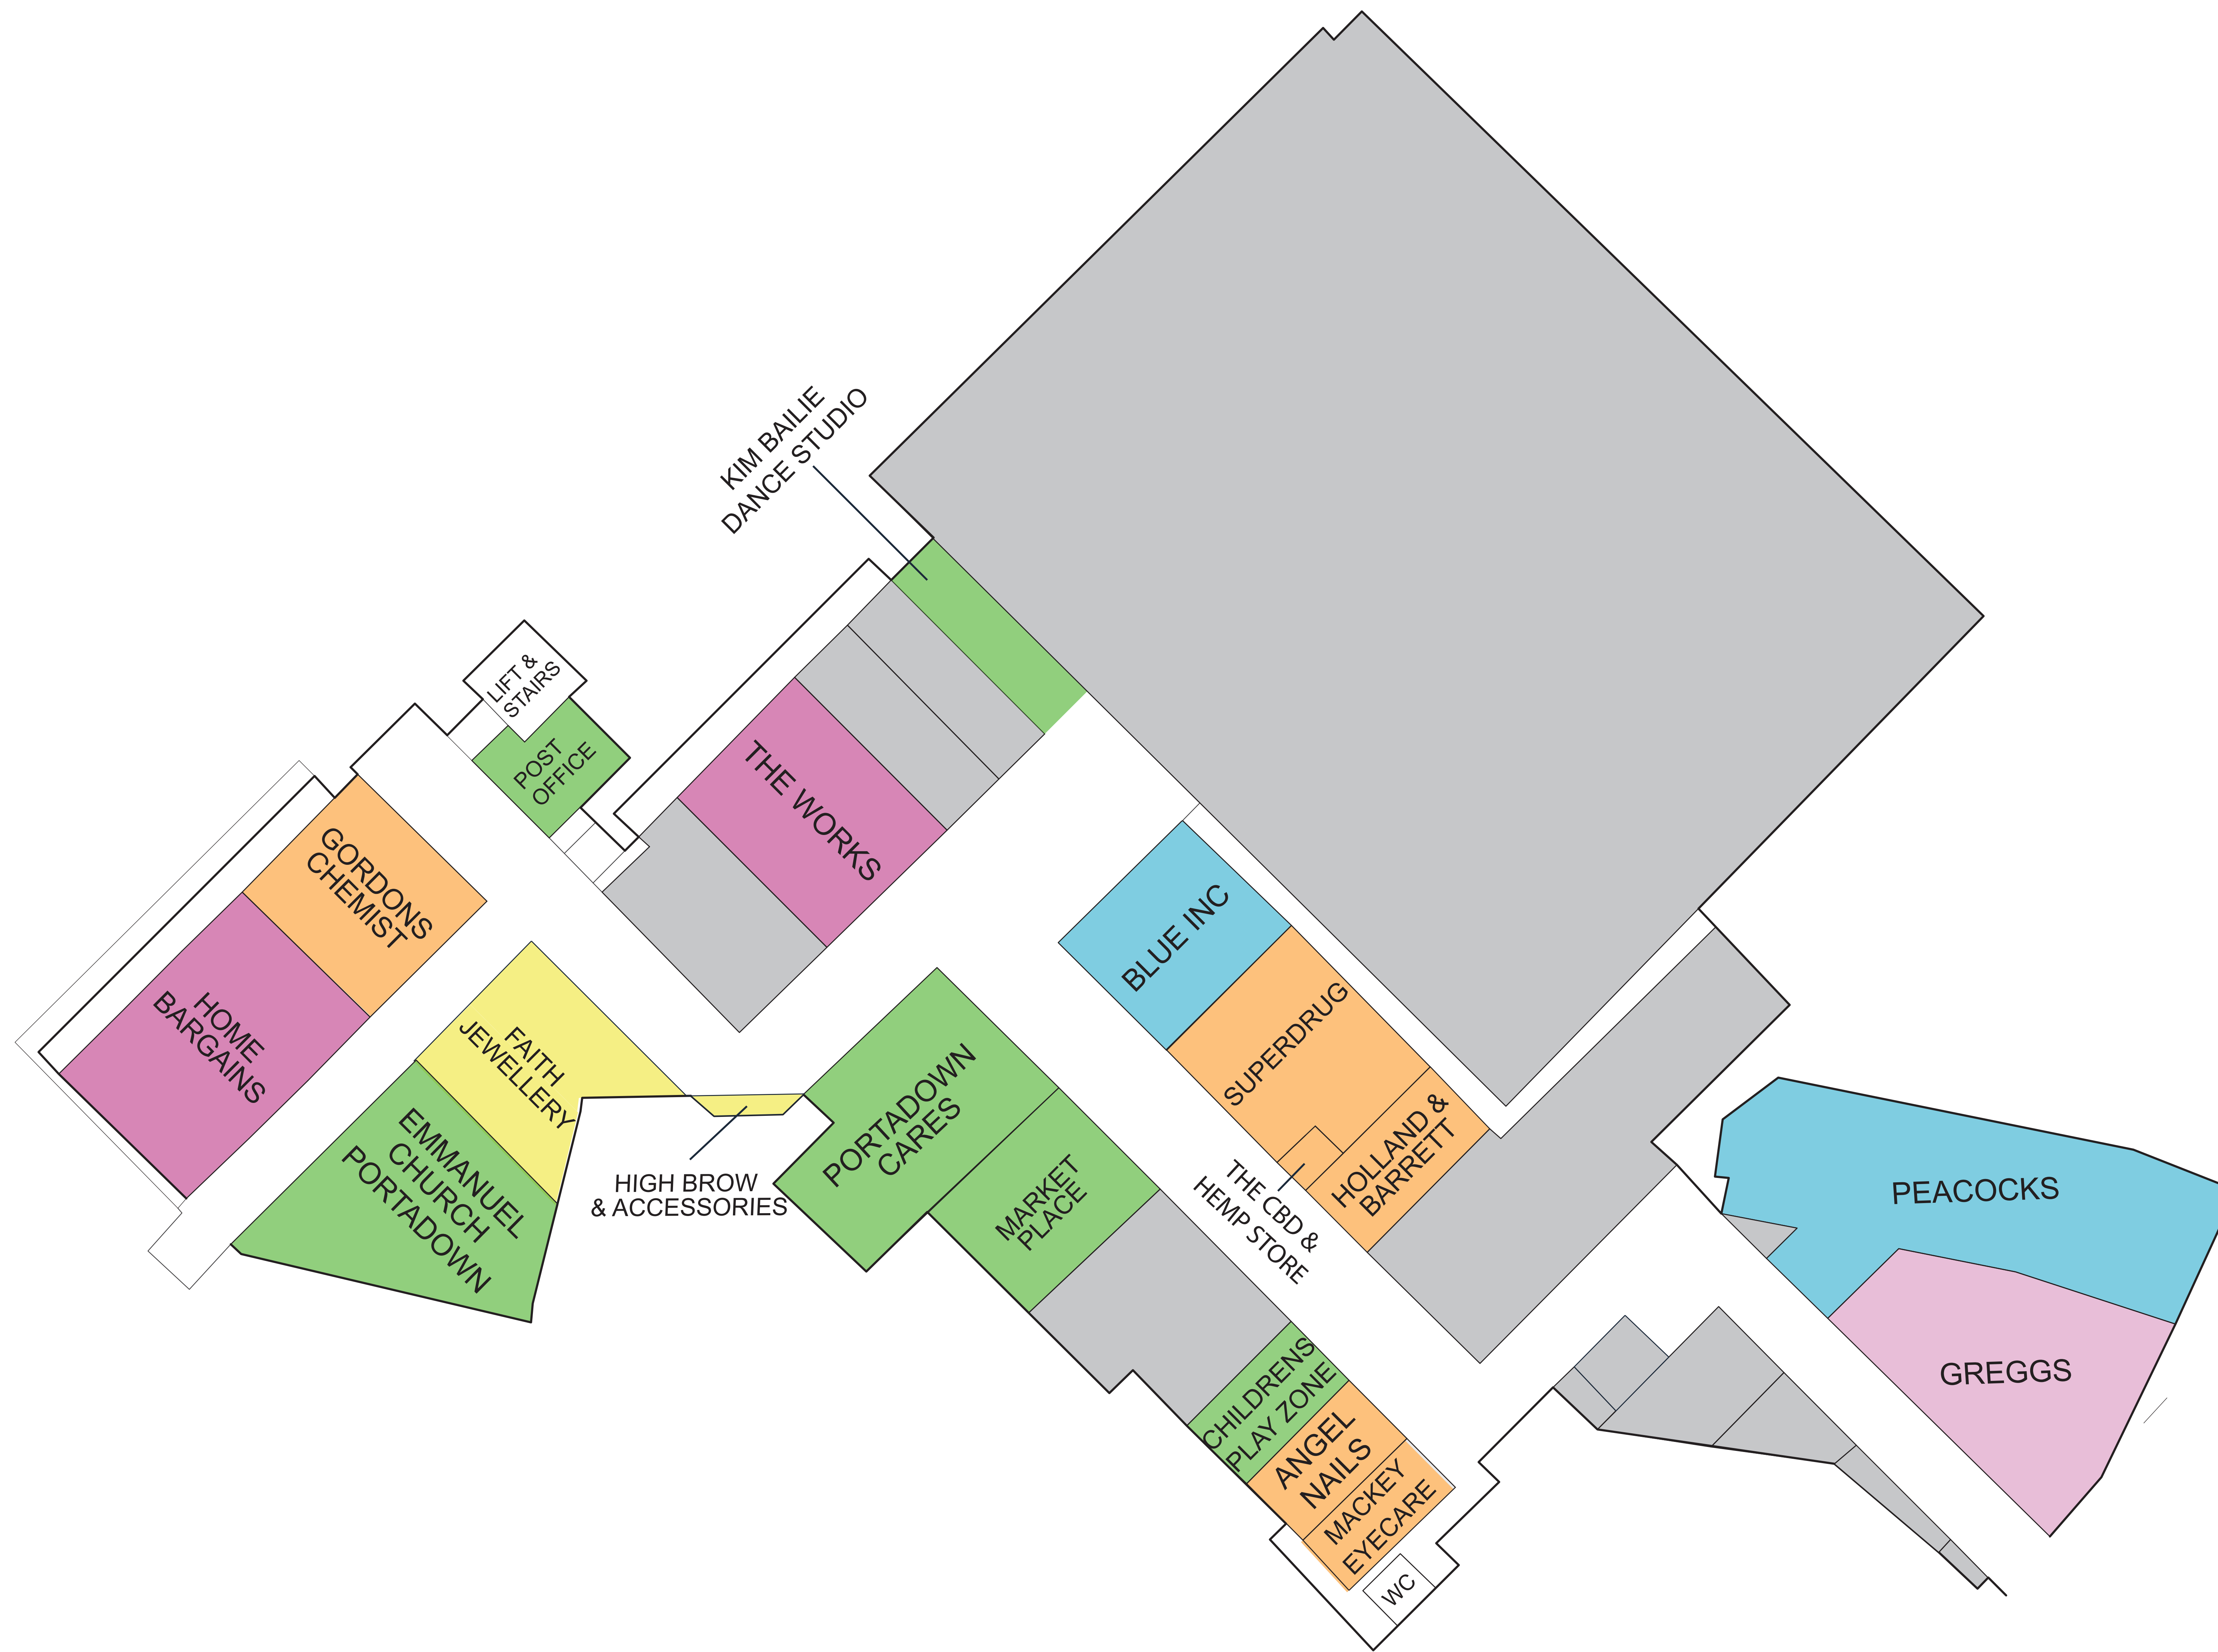 KIM BAILIE
DANCE STUDIO
LIFT &
STAIRS
POST
OFFICE
THE WORKS
GORDONS
CHEMIST
HOME
BARGAINS
FAITH
JEWELLERY
EMMANUEL
CHURCH
PORTADOWN
HIGH BROW
& ACCESSORIES
PORTADOWN
CARES
MARKET
PLACE
BLUE INC
SUPERDRUG
HOLLAND &
BARRETT
THE CBD &
HEMP STORE
PEACOCKS
GREGGS
CHILDRENS
PLAY ZONE
ANGEL
NAILS
MACKEY
EYECARE
WC